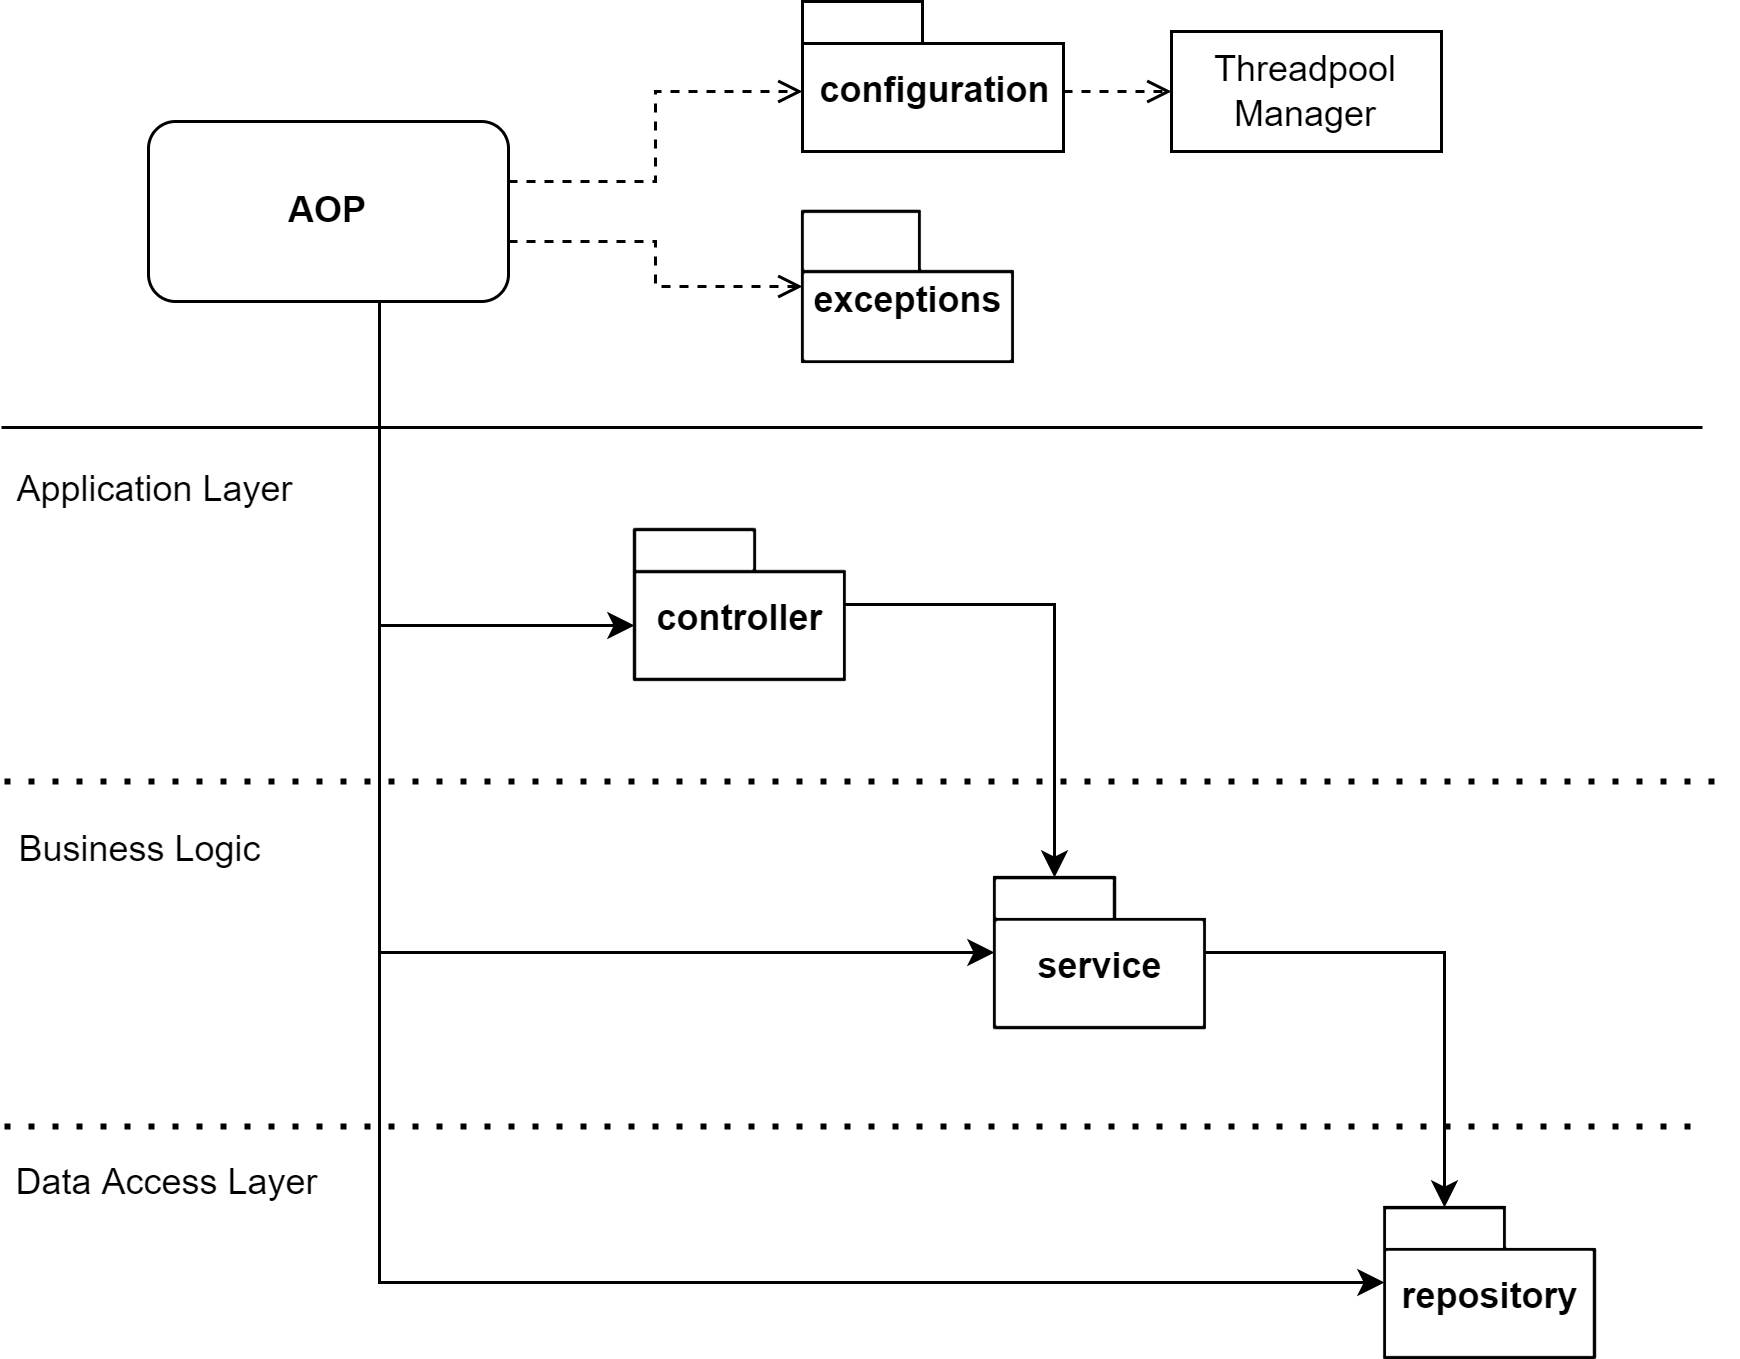 configuration
Threadpool
Manager
AOP
exceptions
Application Layer
controller
Business Logic
service
Data Access Layer
repository